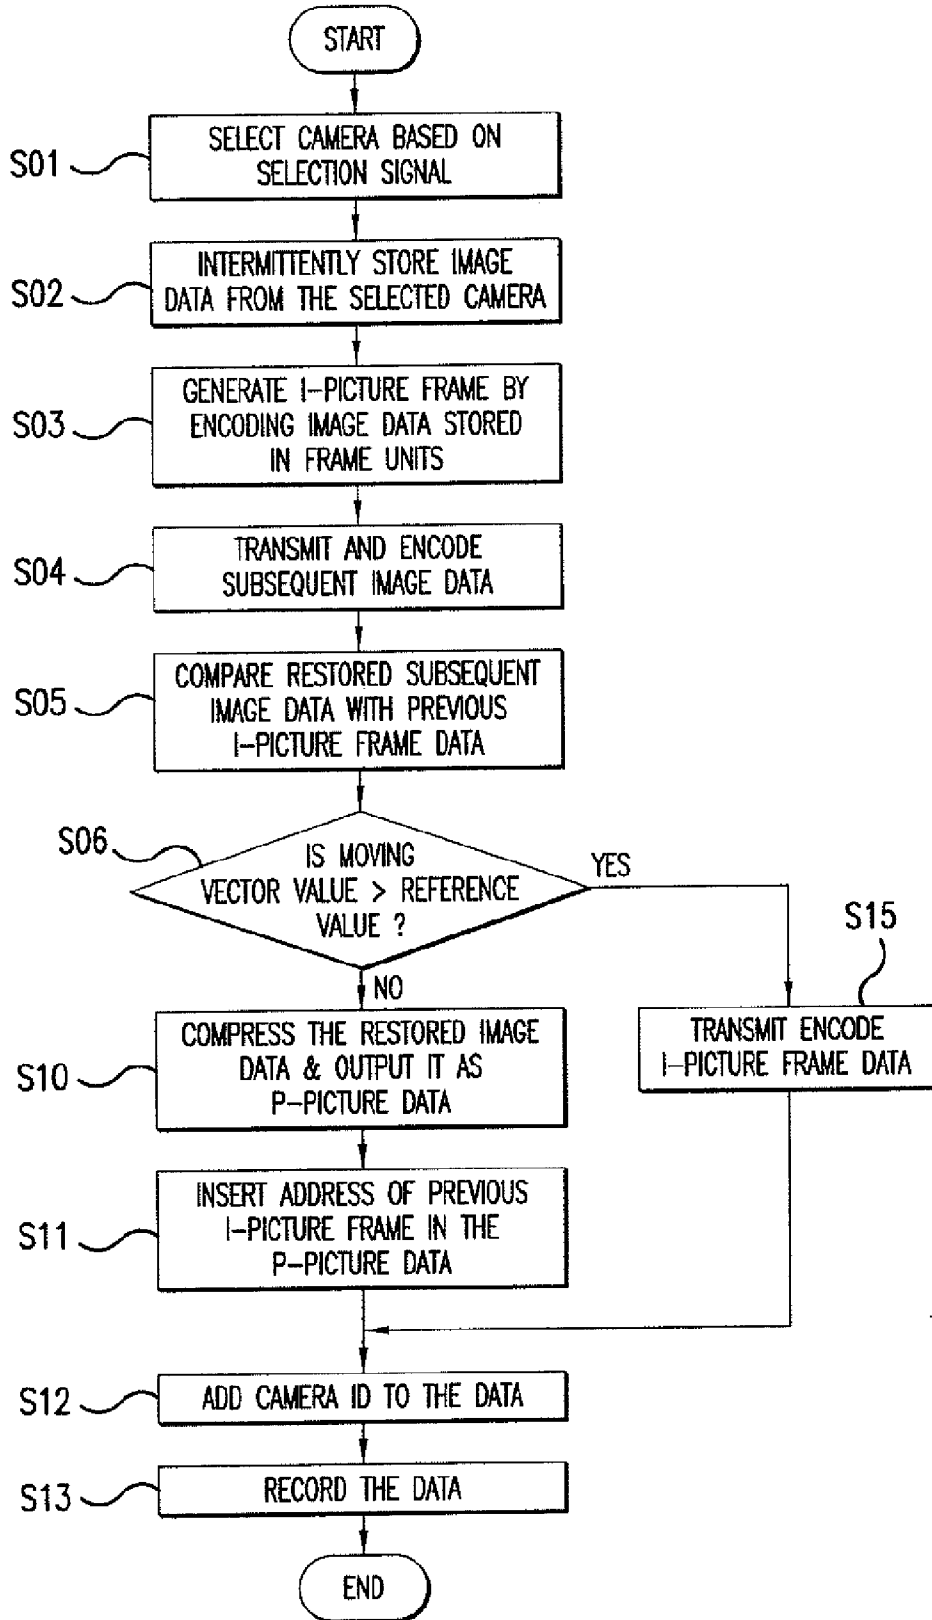 START
S01
SELECT CAMERA BASED ON
SELECTION SIGNAL
S02
INTERMITTENTLY STORE IMAGE
DATA FROM THE SELECTED CAMERA
S03
GENERATE I-PICTURE FRAME BY
ENCODING IMAGE DATA STORED
IN FRAME UNITS
S04
TRANSMIT AND ENCODE
SUBSEQUENT IMAGE DATA
S05
COMPARE RESTORED SUBSEQUENT
IMAGE DATA WITH PREVIOUS
I-PICTURE FRAME DATA
S06
IS MOVING
VECTOR VALUE > REFERENCE
VALUE ?
YES
NO
S15
TRANSMIT ENCODE
I-PICTURE FRAME DATA
S10
COMPRESS THE RESTORED IMAGE
DATA & OUTPUT IT AS
P-PICTURE DATA
S11
INSERT ADDRESS OF PREVIOUS
I-PICTURE FRAME IN THE
P-PICTURE DATA
S12
ADD CAMERA ID TO THE DATA
S13
RECORD THE DATA
END